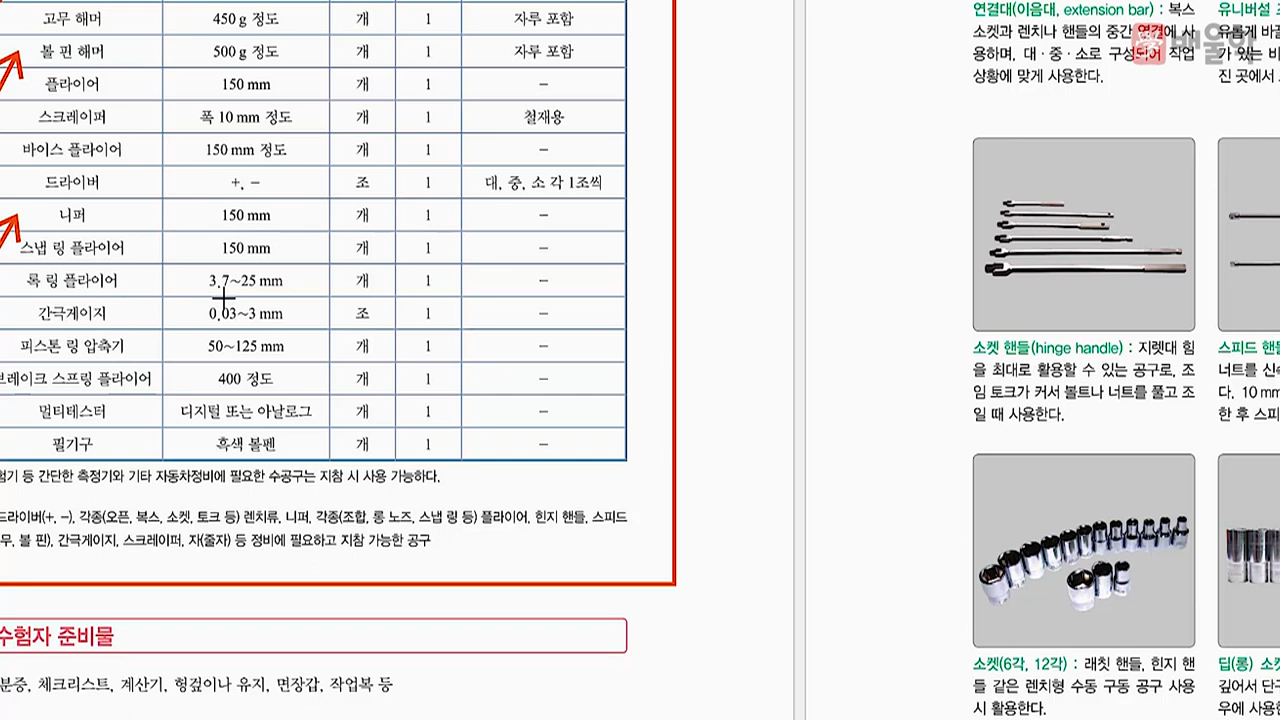 고무 해머 450 g 정도 개 1 자루 포함
볼 핀 해머 500 g 정도 개 1 자루 포함
플라이어 150 mm 개 1 –
스크레이퍼 폭 10 mm 정도 개 1 철재용
바이스 플라이어 150 mm 정도 개 1 –
드라이버 +, − 조 1 대, 중, 소 각 1조씩
니퍼 150 mm 개 1 –
스냅 링 플라이어 150 mm 개 1 –
록 링 플라이어 3.7~25 mm 개 1 –
간극게이지 0.03~3 mm 조 1 –
피스톤 링 압축기 50~125 mm 개 1 –
브레이크 스프링 플라이어 400 정도 개 1 –
멀티테스터 디지털 또는 아날로그 개 1 –
필기구 흑색 볼펜 개 1 –
험기 등 간단한 측정기와 기타 자동차정비에 필요한 수공구는 지참 시 사용 가능하다.
드라이버(+, −), 각종(오픈, 복스, 소켓, 토크 등) 렌치류, 니퍼, 각종(조합, 롱 노즈, 스냅 링 등) 플라이어, 힌지 핸들, 스피드
무, 볼 핀), 간극게이지, 스크레이퍼, 자(줄자) 등 정비에 필요하고 지참 가능한 공구
수험자 준비물
분증, 체크리스트, 계산기, 헝겊이나 유지, 면장갑, 작업복 등
연결대(이음대, extension bar) : 복스
소켓과 렌치나 핸들의 중간 연결에 사
용하며, 대 · 중 · 소로 구성되어 작업
상황에 맞게 사용한다.
유니버설
유롭게 바꿀
가 있는 비
진 곳에서
배울학
소켓 핸들(hinge handle) : 지렛대 힘
을 최대로 활용할 수 있는 공구로, 조
임 토크가 커서 볼트나 너트를 풀고 조
일 때 사용한다.
스피드 핸들
너트를 신속
다. 10 mm
한 후 스피
소켓(6각, 12각) : 래칫 핸들, 힌지 핸
들 같은 렌치형 수동 구동 공구 사용
시 활용한다.
딥(롱) 소켓
깊어서 단구
우에 사용한